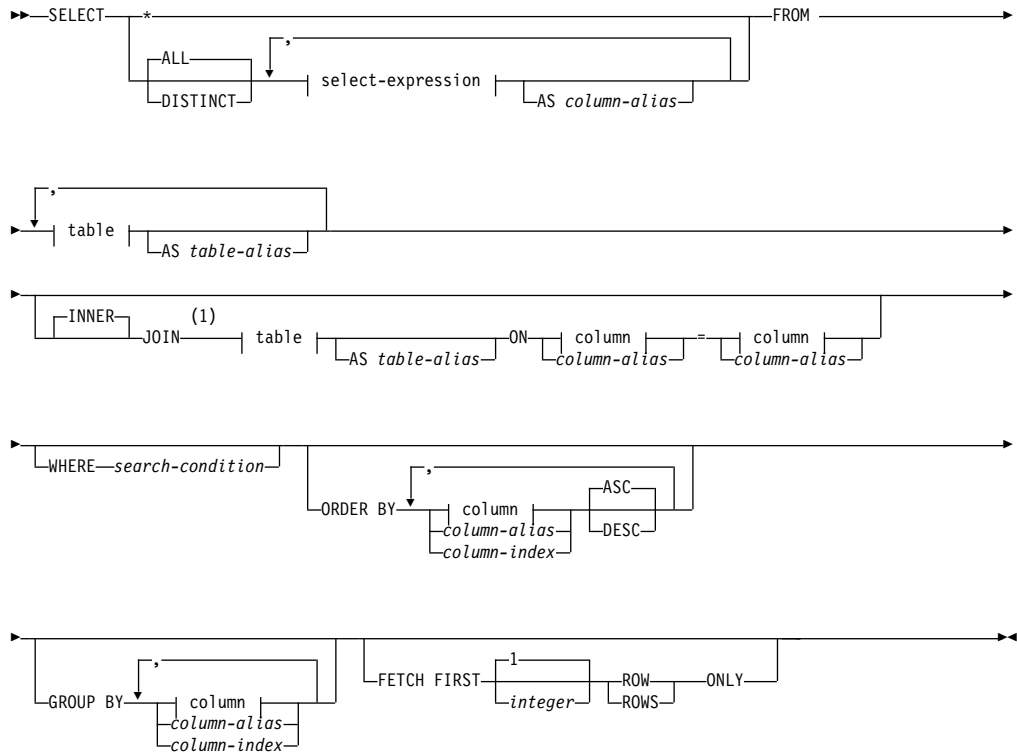 SELECT * FROM
ALL ,
DISTINCT select-expression
AS column-alias
,
table
AS table-alias
INNER (1)
JOIN table ON column = column
AS table-alias column-alias column-alias
WHERE search-condition
, ASC
ORDER BY column DESC
column-alias
column-index
, 1
GROUP BY column FETCH FIRST integer ROW ONLY
column-alias ROWS
column-index